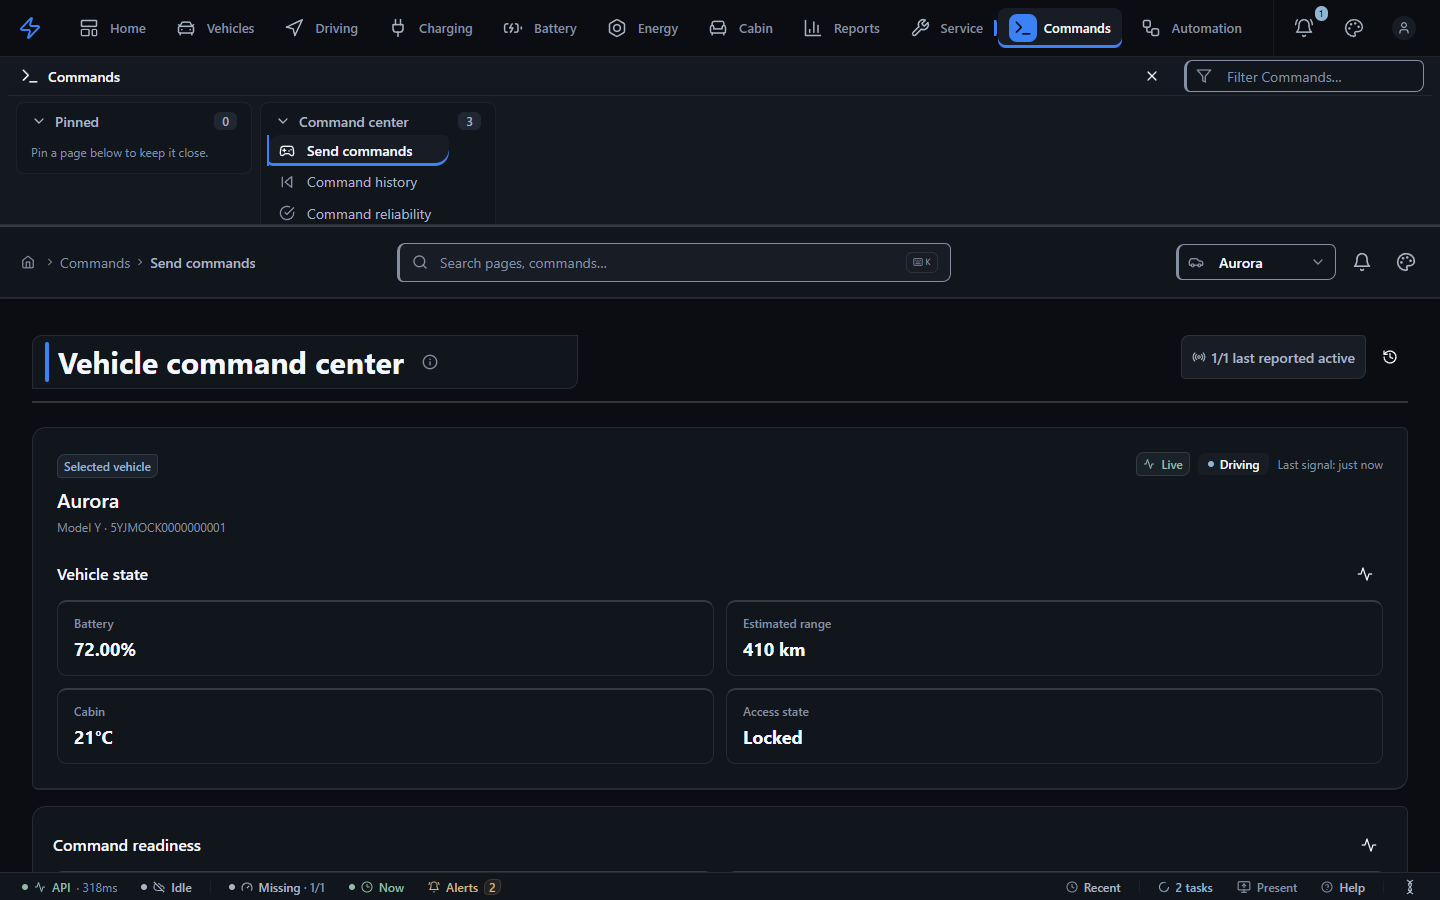 Home Vehicles Driving Charging Battery Energy Cabin Reports Service Commands Automation 1
Commands Filter Commands...
Pinned 0
Pin a page below to keep it close.
Command center 3
Send commands
Command history
Command reliability
Commands Send commands Search pages, commands... K Aurora
Vehicle command center 1/1 last reported active
Selected vehicle Live Driving Last signal: just now
Aurora
Model Y · 5YJMOCK0000000001
Vehicle state
Battery
72.00%
Estimated range
410 km
Cabin
21°C
Access state
Locked
Command readiness
API · 318ms Idle Missing · 1/1 Now Alerts 2 Recent 2 tasks Present Help